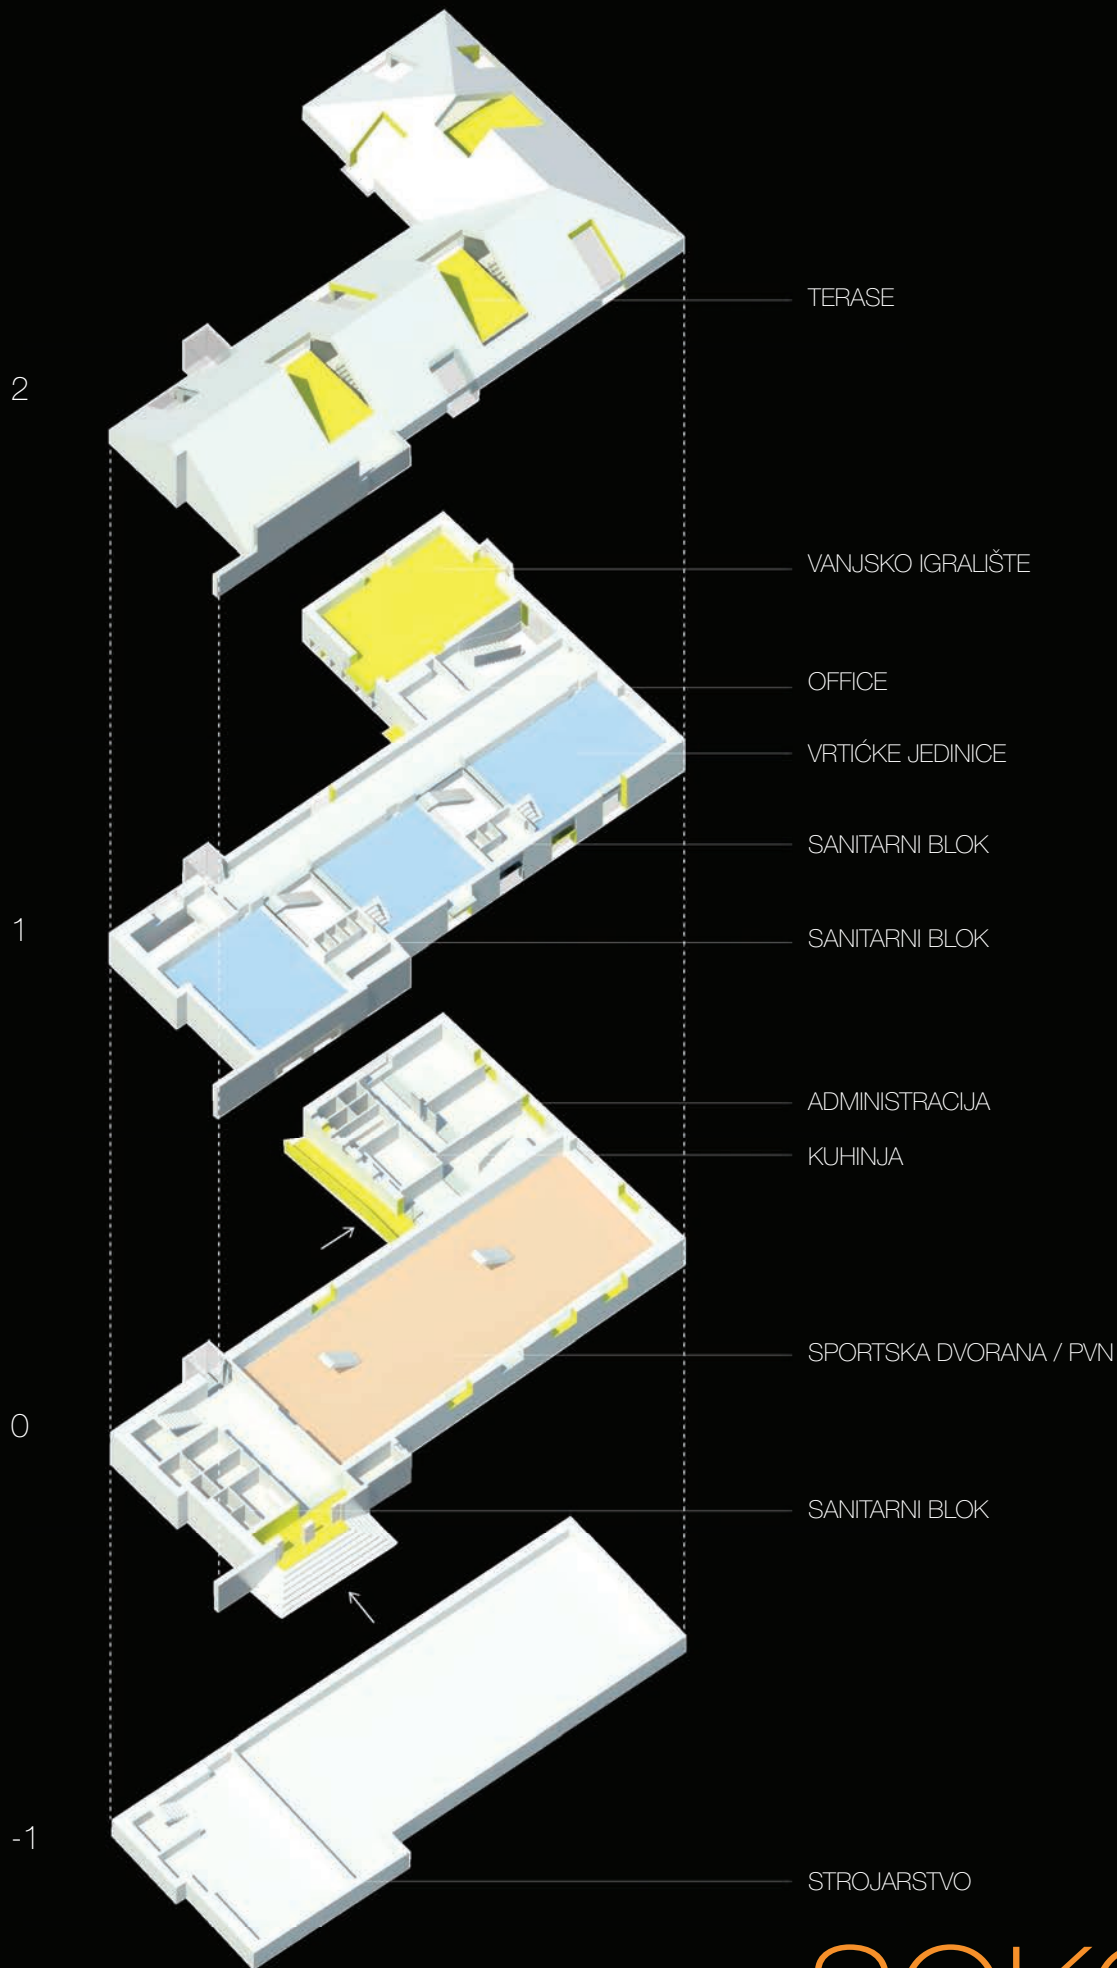 TERASE
2
VANJSKO IGRALIŠTE
OFFICE
VRTIĆKE JEDINICE
SANITARNI BLOK
1
SANITARNI BLOK
ADMINISTRACIJA
KUHINJA
SPORTSKA DVORANA / PVN
0
SANITARNI BLOK
-1
STROJARSTVO